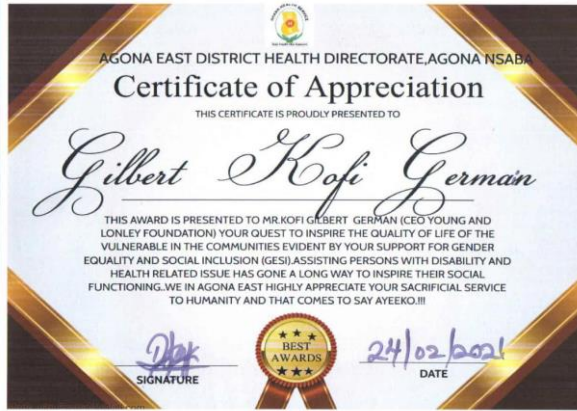 AGONA EAST DISTRICT HEALTH DIRECTORATE,AGONA NSABA
Certificate of Appreciation
THIS CERTIFICATE IS PROUDLY PRESENTED TO
Gilbert Kofi German
THIS AWARD IS PRESENTED TO MR.KOFI GILBERT GERMAN (CEO YOUNG AND
LONLEY FOUNDATION) YOUR QUEST TO INSPIRE THE QUALITY OF LIFE OF THE
VULNERABLE IN THE COMMUNITIES EVIDENT BY YOUR SUPPORT FOR GENDER
EQUALITY AND SOCIAL INCLUSION (GESI).ASSISTING PERSONS WITH DISABILITY AND
HEALTH RELATED ISSUE HAS GONE A LONG WAY TO INSPIRE THEIR SOCIAL
FUNCTIONING..WE IN AGONA EAST HIGHLY APPRECIATE YOUR SACRIFICIAL SERVICE
TO HUMANITY AND THAT COMES TO SAY AYEEKO.!!!
BEST
AWARDS
24/02/2021
SIGNATURE
DATE